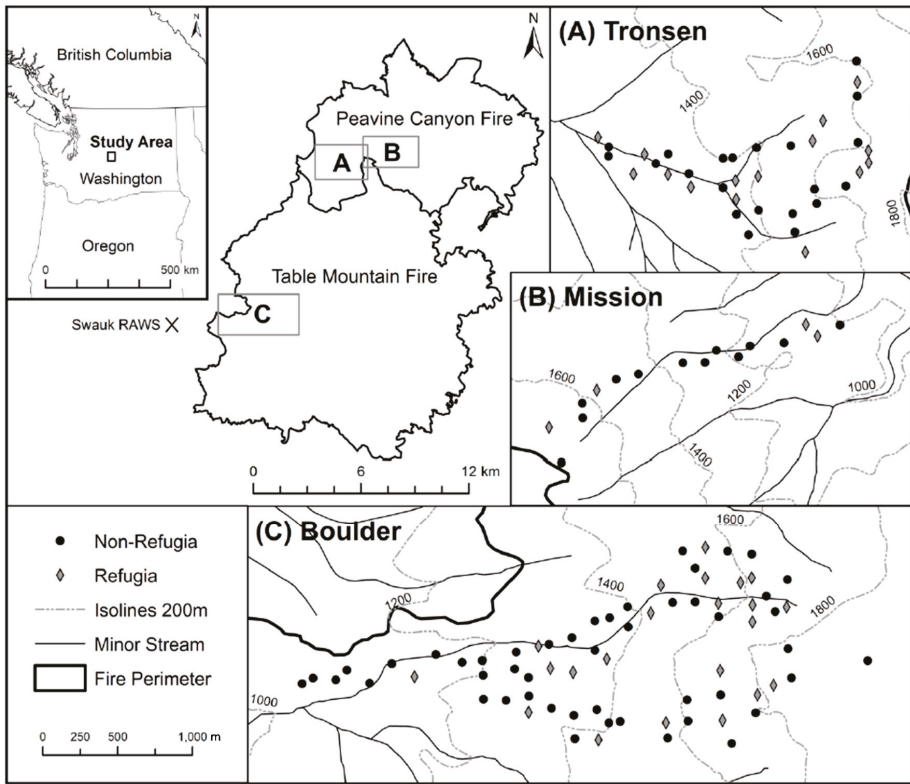 N
British Columbia
Study Area
Washington
Oregon
0 500 km
Swauk RAWS X
N
Peavine Canyon Fire
A
B
Table Mountain Fire
C
0 6 12 km
(A) Tronsen
1600
1400
1800
(B) Mission
1600
1200
1000
1400
Non-Refugia
Refugia
Isolines 200m
Minor Stream
Fire Perimeter
0 250 500 1,000 m
(C) Boulder
1600
1400
1200
1800
1000